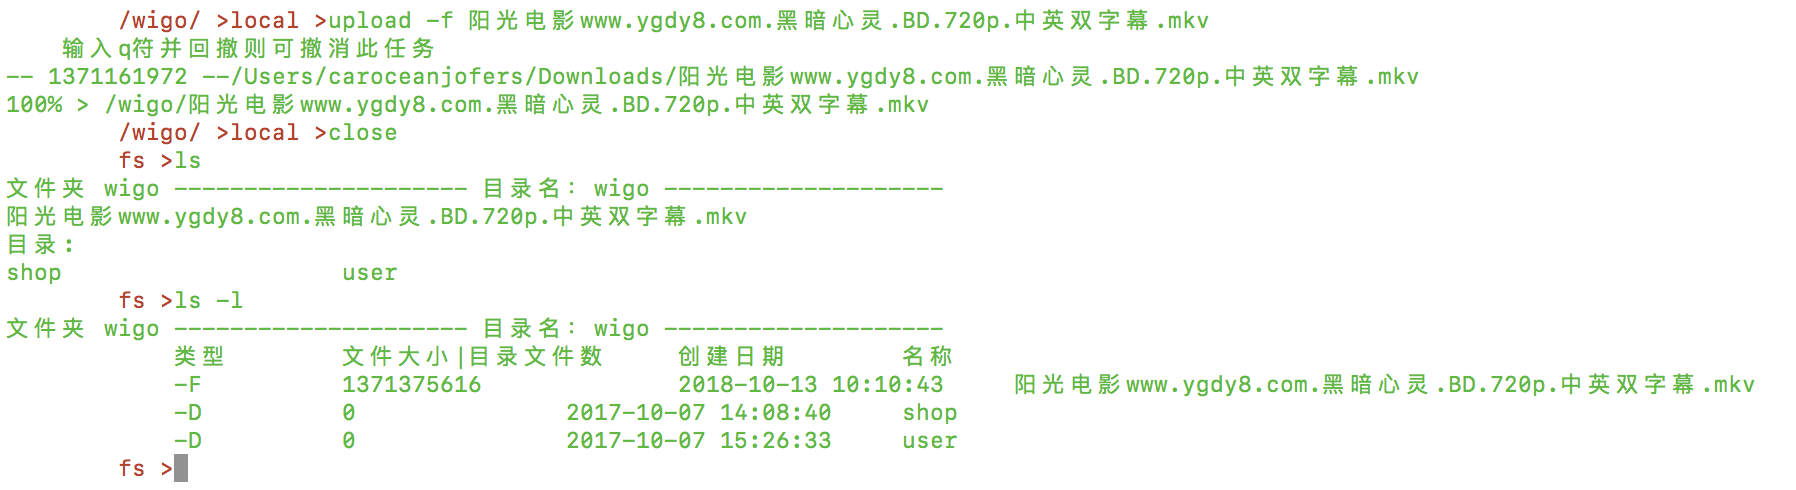 /wigo/ >local >upload -f 阳光电影www.ygdy8.com.黑暗心灵.BD.720p.中英双字幕.mkv
输入q符并回撤则可撤消此任务
-- 1371161972 --/Users/caroceanjofers/Downloads/阳光电影www.ygdy8.com.黑暗心灵.BD.720p.中英双字幕.mkv
100% > /wigo/阳光电影www.ygdy8.com.黑暗心灵.BD.720p.中英双字幕.mkv
/wigo/ >local >close
fs >ls
文件夹 wigo --------------------- 目录名: wigo --------------------
阳光电影www.ygdy8.com.黑暗心灵.BD.720p.中英双字幕.mkv
目录:
shop user
fs >ls -l
文件夹 wigo --------------------- 目录名: wigo --------------------
类型 文件大小|目录文件数 创建日期 名称
-F 1371375616 2018-10-13 10:10:43 阳光电影www.ygdy8.com.黑暗心灵.BD.720p.中英双字幕.mkv
-D 0 2017-10-07 14:08:40 shop
-D 0 2017-10-07 15:26:33 user
fs >